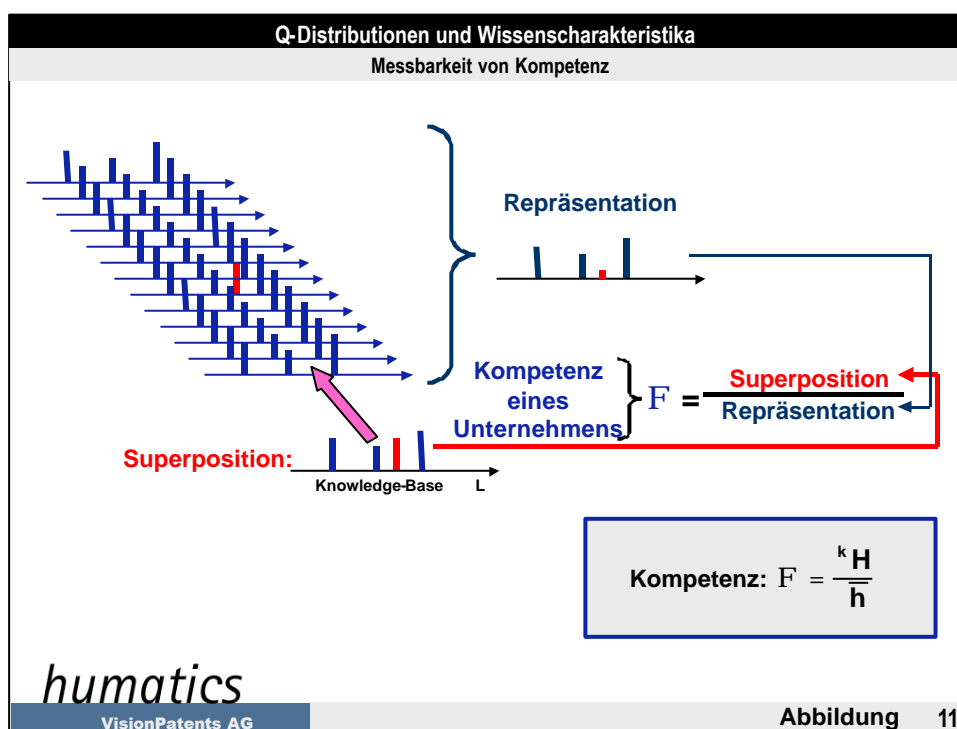 Q-Distributionen und Wissenscharakteristika
Messbarkeit von Kompetenz
Repräsentation
Kompetenz
eines
Unternehmens
F =
Superposition
Repräsentation
Superposition:
Knowledge-Base L
Kompetenz: F = ᵏH / h̅
humatics
VisionPatents AG
Abbildung 11